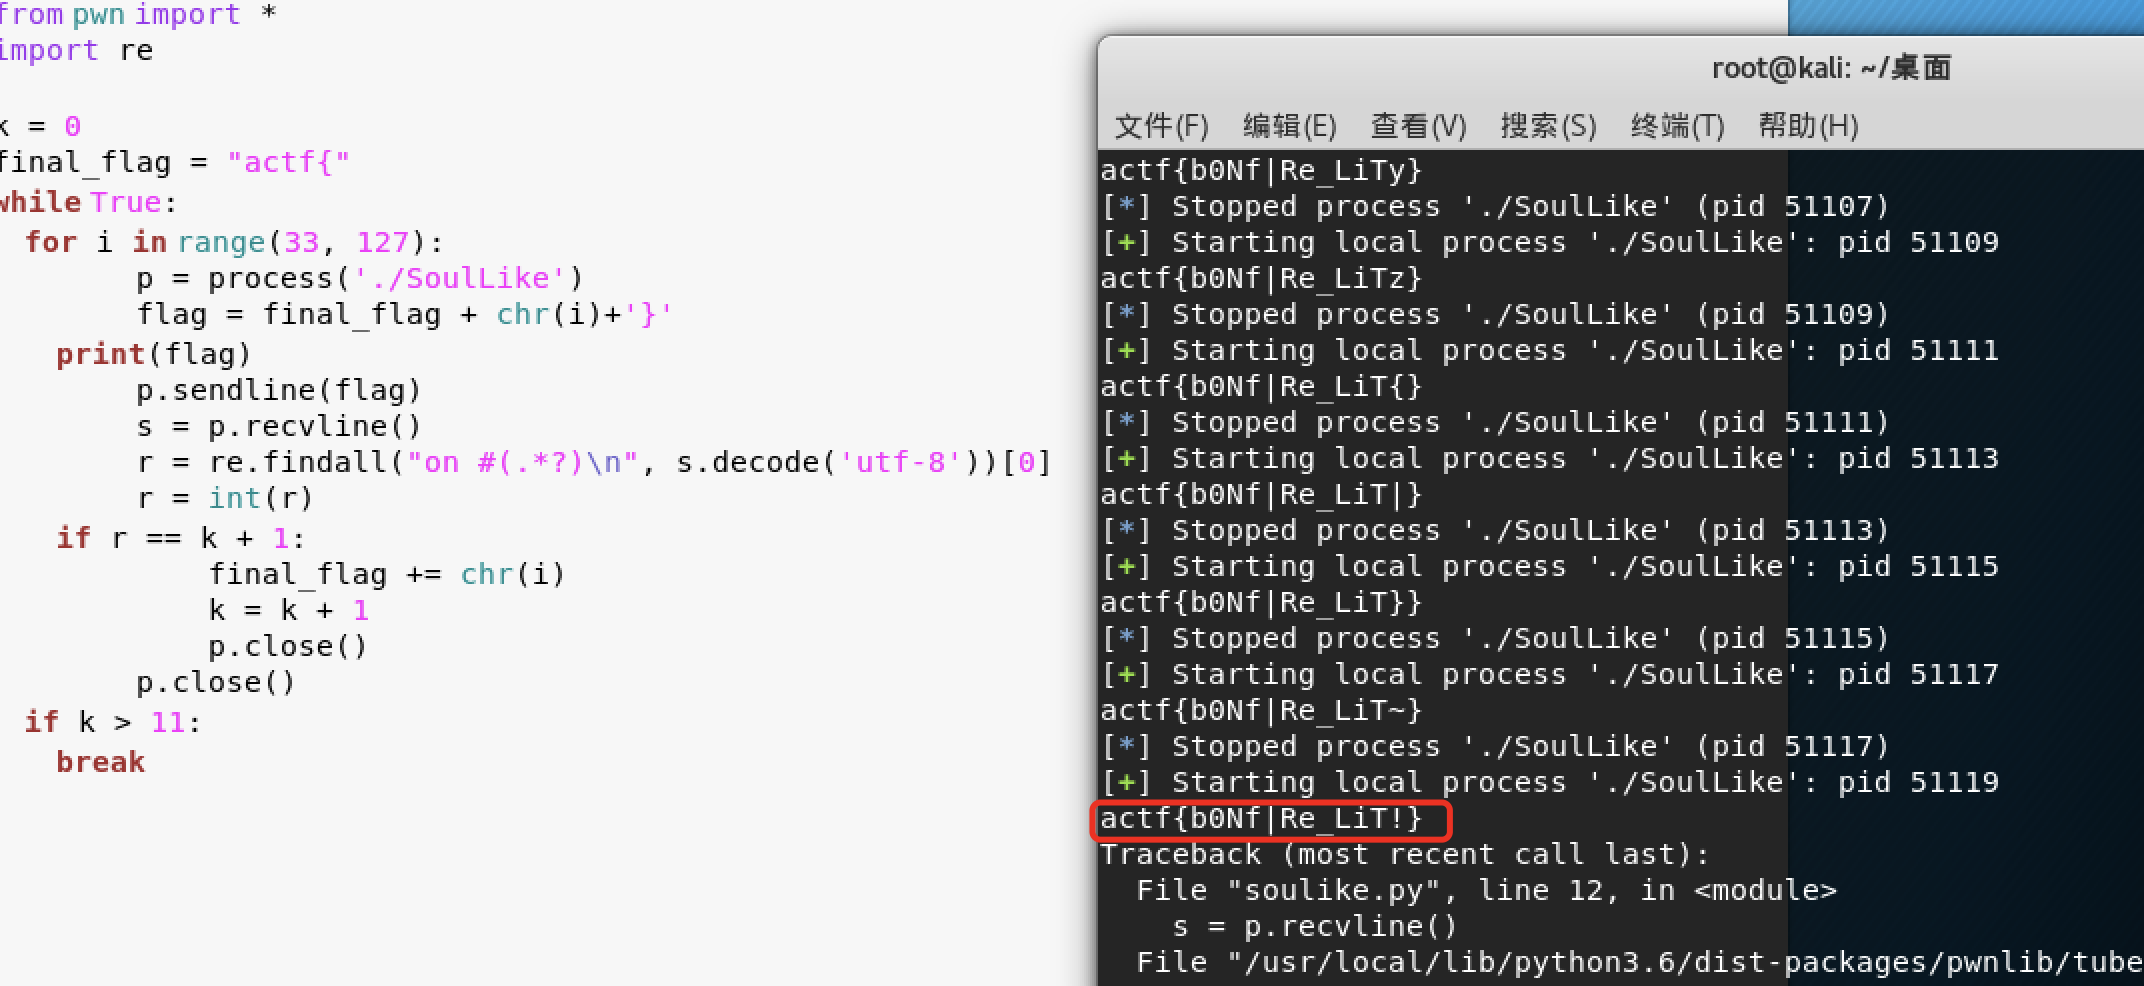 from pwn import *
import re
k = 0
final_flag = "actf{"
while True:
for i in range(33, 127):
p = process('./SoulLike')
flag = final_flag + chr(i)+'}'
print(flag)
p.sendline(flag)
s = p.recvline()
r = re.findall("on #(.*?)\n", s.decode('utf-8'))[0]
r = int(r)
if r == k + 1:
final_flag += chr(i)
k = k + 1
p.close()
p.close()
if k > 11:
break
root@kali: ~/桌面
文件(F) 编辑(E) 查看(V) 搜索(S) 终端(T) 帮助(H)
actf{b0Nf|Re_LiTy}
[*] Stopped process './SoulLike' (pid 51107)
[+] Starting local process './SoulLike': pid 51109
actf{b0Nf|Re_LiTz}
[*] Stopped process './SoulLike' (pid 51109)
[+] Starting local process './SoulLike': pid 51111
actf{b0Nf|Re_LiT{}
[*] Stopped process './SoulLike' (pid 51111)
[+] Starting local process './SoulLike': pid 51113
actf{b0Nf|Re_LiT|}
[*] Stopped process './SoulLike' (pid 51113)
[+] Starting local process './SoulLike': pid 51115
actf{b0Nf|Re_LiT}}
[*] Stopped process './SoulLike' (pid 51115)
[+] Starting local process './SoulLike': pid 51117
actf{b0Nf|Re_LiT~}
[*] Stopped process './SoulLike' (pid 51117)
[+] Starting local process './SoulLike': pid 51119
actf{b0Nf|Re_LiT!}
Traceback (most recent call last):
File "soulike.py", line 12, in <module>
s = p.recvline()
File "/usr/local/lib/python3.6/dist-packages/pwnlib/tube